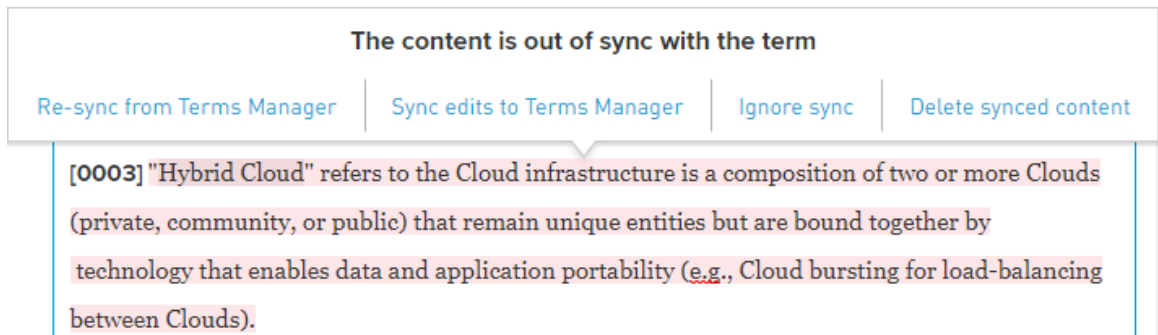 The content is out of sync with the term
Re-sync from Terms Manager Sync edits to Terms Manager Ignore sync Delete synced content
[0003] "Hybrid Cloud" refers to the Cloud infrastructure is a composition of two or more Clouds
(private, community, or public) that remain unique entities but are bound together by
technology that enables data and application portability (e.g., Cloud bursting for load-balancing
between Clouds).